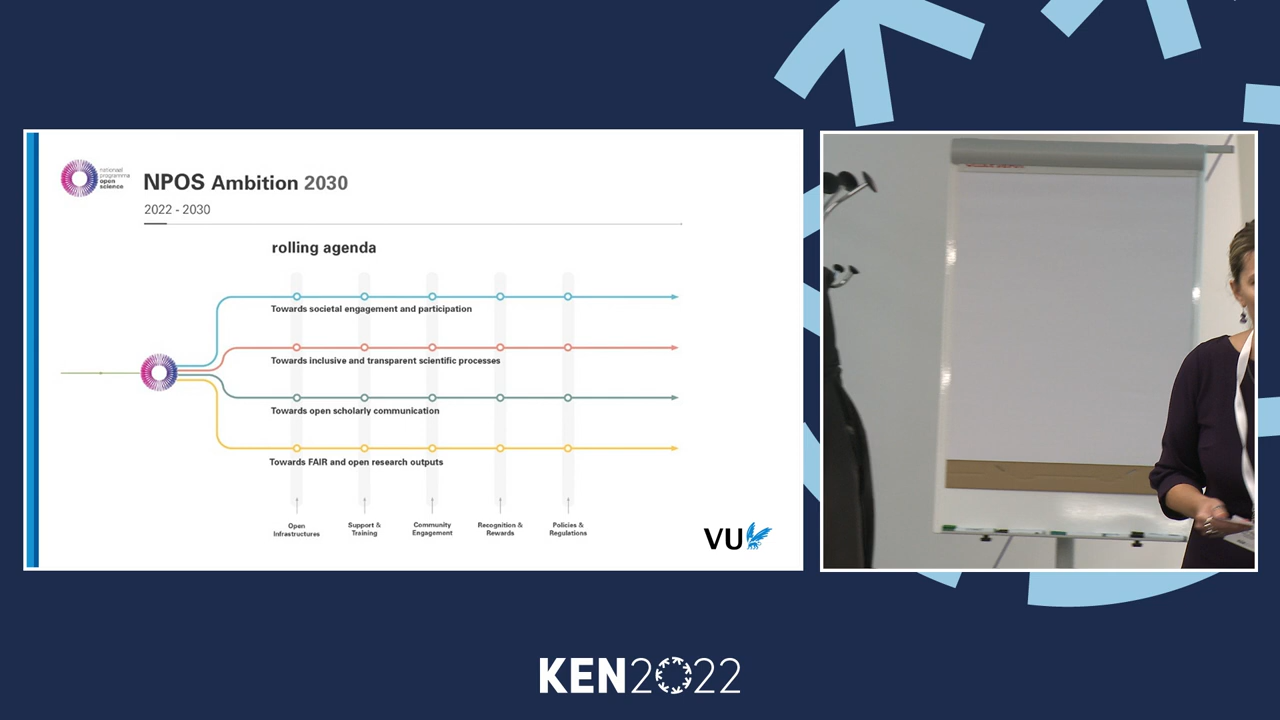 nationaal
programma
open
science
NPOS Ambition 2030
2022 - 2030
rolling agenda
Towards societal engagement and participation
Towards inclusive and transparent scientific processes
Towards open scholarly communication
Towards FAIR and open research outputs
Open
Infrastructures
Support &
Training
Community
Engagement
Recognition &
Rewards
Policies &
Regulations
VU
KEN2022